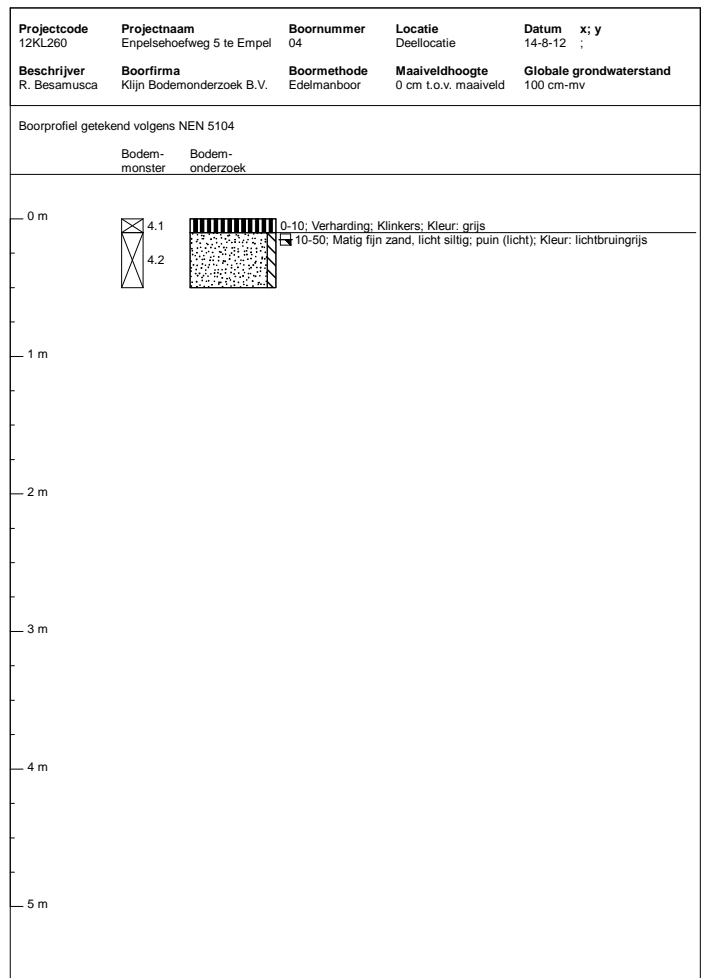 Projectcode Projectnaam Boornummer Locatie Datum x; y
12KL260 Enpelsehoefweg 5 te Empel 04 Deellocatie 14-8-12 ;
Beschrijver Boorfirma Boormethode Maaiveldhoogte Globale grondwaterstand
R. Besamusca Klijn Bodemonderzoek B.V. Edelmanboor 0 cm t.o.v. maaiveld 100 cm-mv
Boorprofiel getekend volgens NEN 5104
Bodem- Bodem-
monster onderzoek
0 m
4.1 0-10; Verharding; Klinkers; Kleur: grijs
10-50; Matig fijn zand, licht siltig; puin (licht); Kleur: lichtbruingrijs
4.2
1 m
2 m
3 m
4 m
5 m